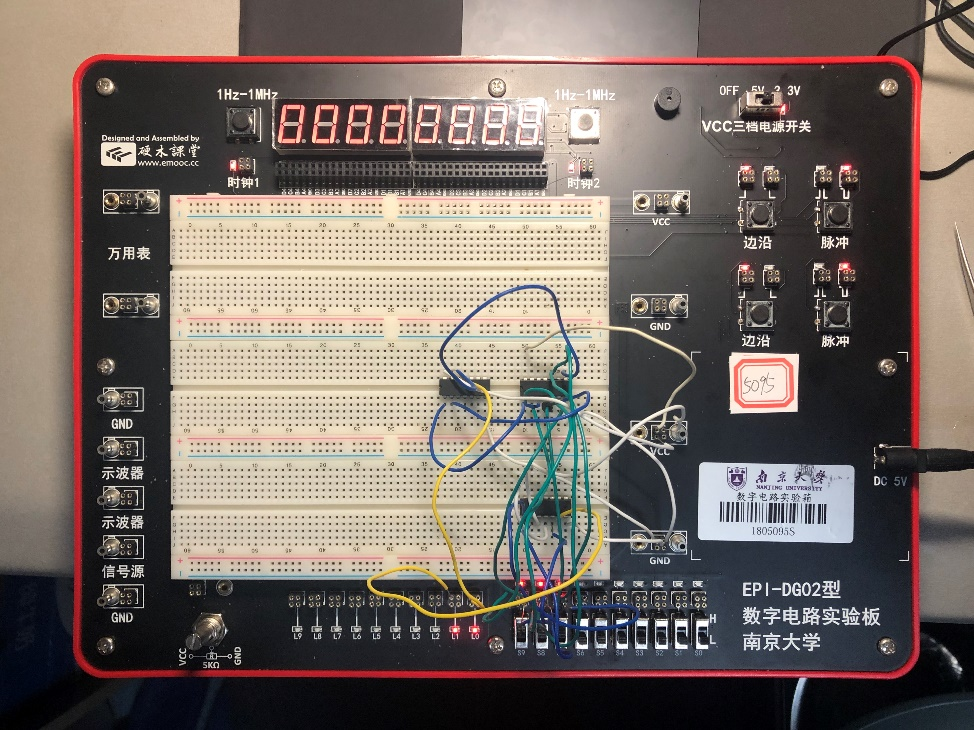 1Hz-1MHz
1Hz-1MHz
OFF 5V 3.3V
VCC三档电源开关
Designed and Assembled by
硬木課堂
www.emooc.cc
时钟1
时钟2
万用表
VCC
边沿
脉冲
GND
边沿
脉冲
5095
GND
VCC
示波器
DC 5V
南京大學
NANJING UNIVERSITY
数字电路实验箱
1805095S
示波器
信号源
GND
GND
EPI-DG02型
数字电路实验板
南京大学
H
L
L9 L8 L7 L6 L5 L4 L3 L2 L1 L0
S9 S8 S6 S5 S4 S3 S2 S1 S0
VCC
5KΩ
GND